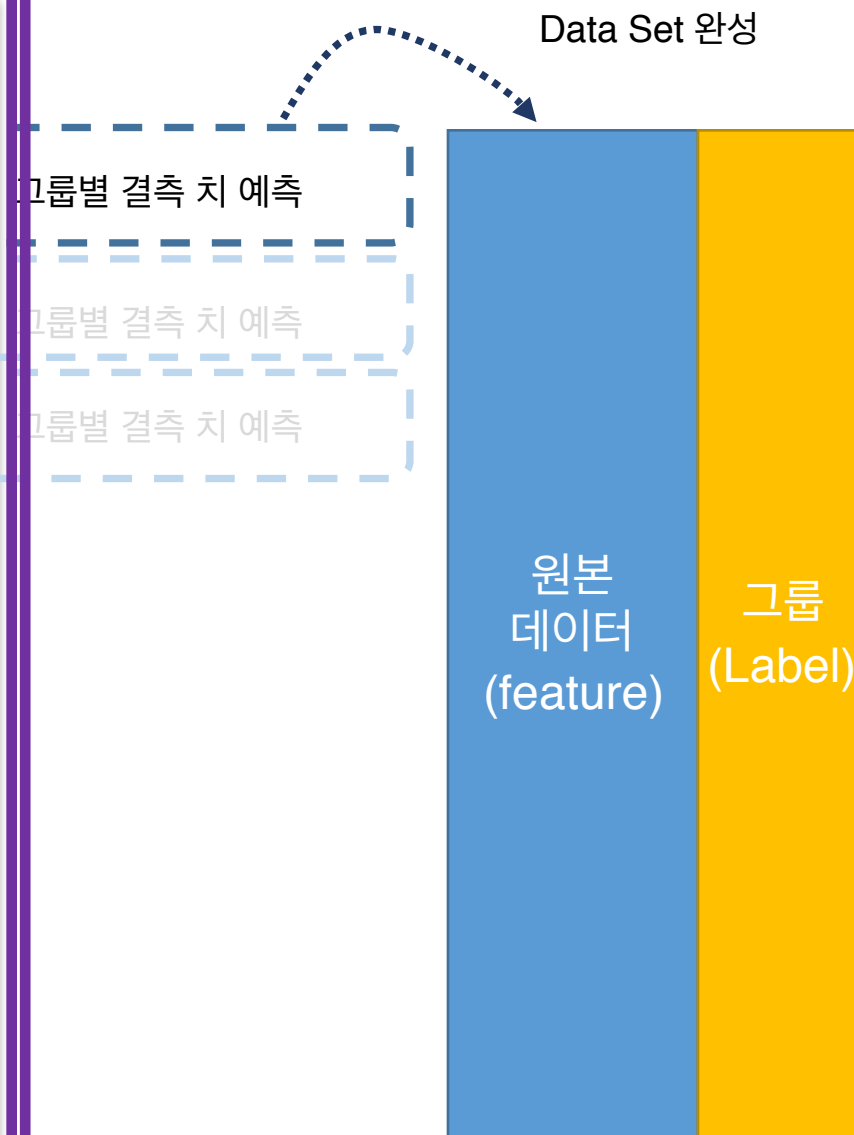 Data Set 완성
그룹별 결측 치 예측
그룹별 결측 치 예측
그룹별 결측 치 예측
원본
데이터
(feature)
그룹
(Label)